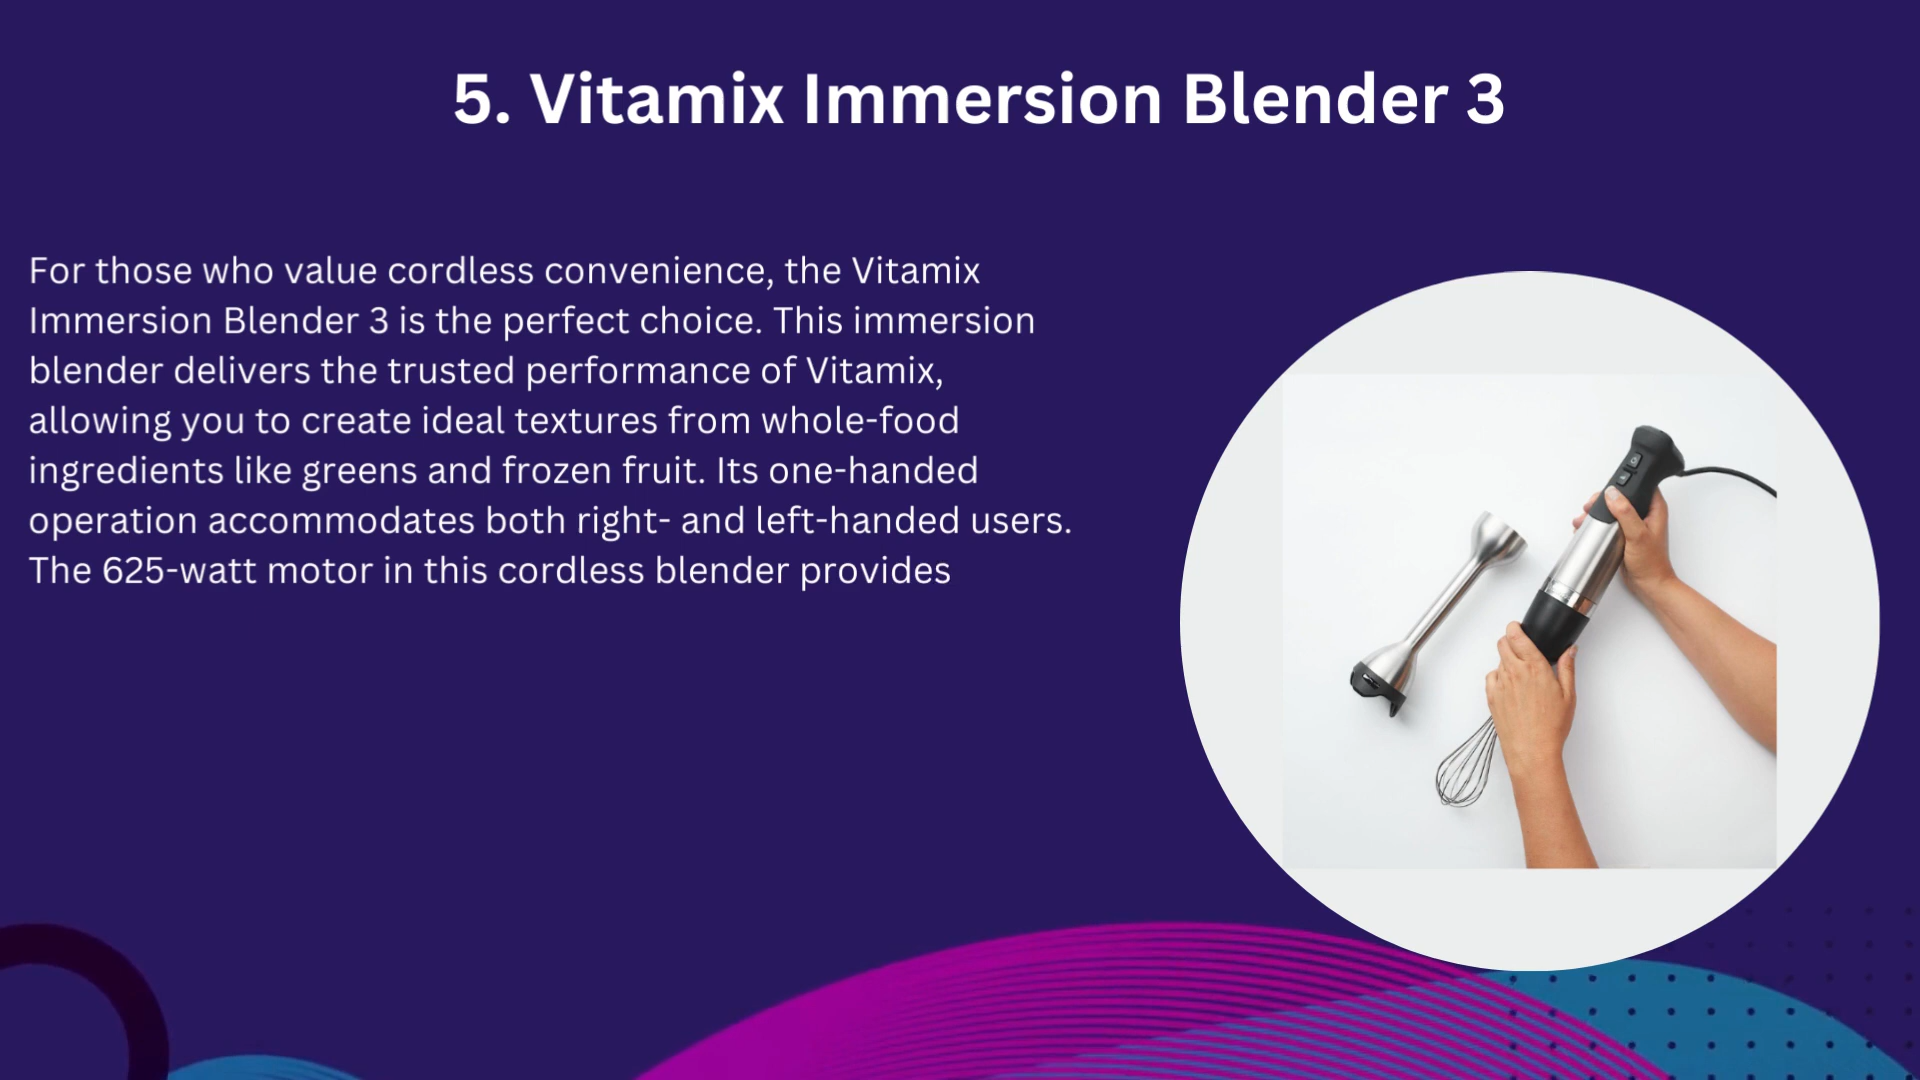 5. Vitamix Immersion Blender 3
For those who value cordless convenience, the Vitamix
Immersion Blender 3 is the perfect choice. This immersion
blender delivers the trusted performance of Vitamix,
allowing you to create ideal textures from whole-food
ingredients like greens and frozen fruit. Its one-handed
operation accommodates both right- and left-handed users.
The 625-watt motor in this cordless blender provides